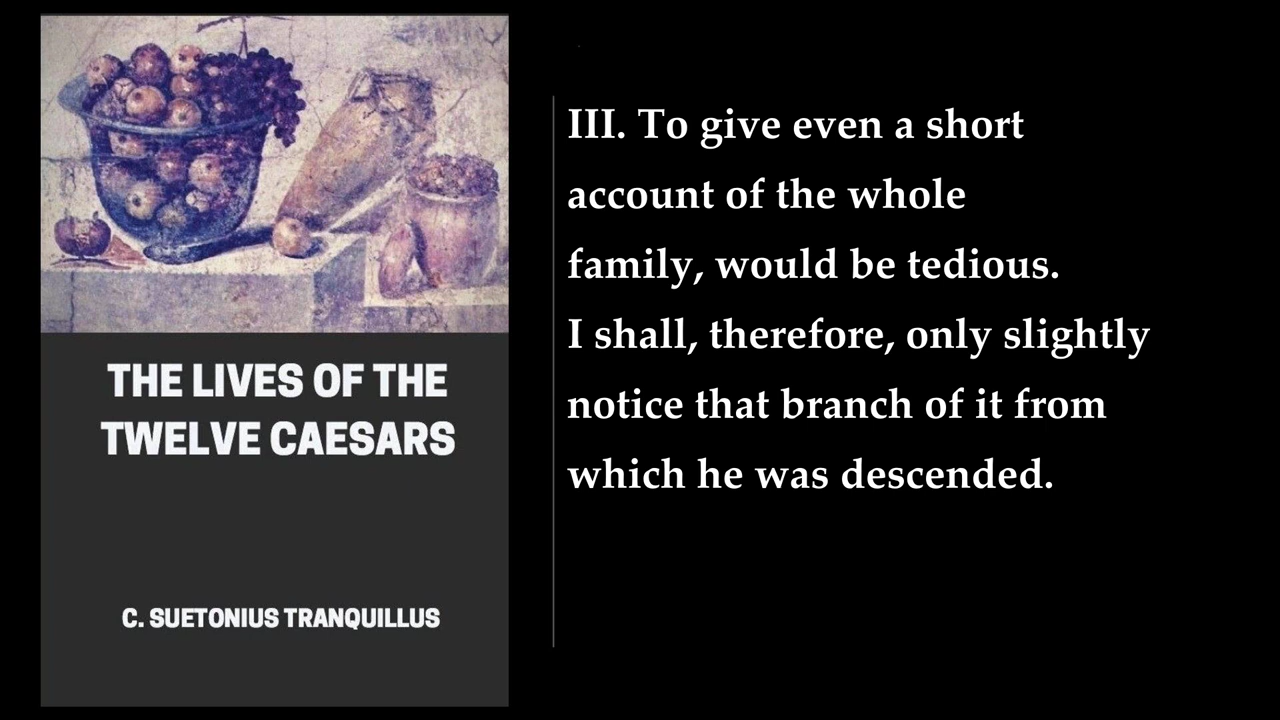 THE LIVES OF THE
TWELVE CAESARS
C. SUETONIUS TRANQUILLUS
III. To give even a short
account of the whole
family, would be tedious.
I shall, therefore, only slightly
notice that branch of it from
which he was descended.